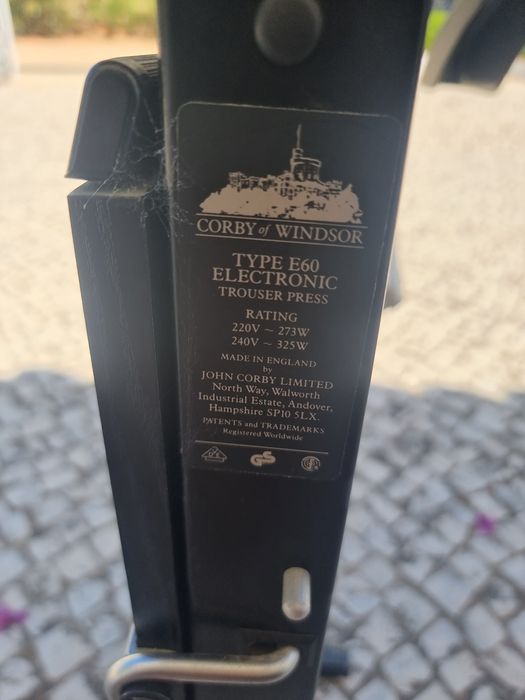 CORBY of WINDSOR
TYPE E60
ELECTRONIC
TROUSER PRESS
RATING
220V ~ 273W
240V ~ 325W
MADE IN ENGLAND
by
JOHN CORBY LIMITED
North Way, Walworth
Industrial Estate, Andover,
Hampshire SP10 5LX.
PATENTS and TRADEMARKS
Registered Worldwide